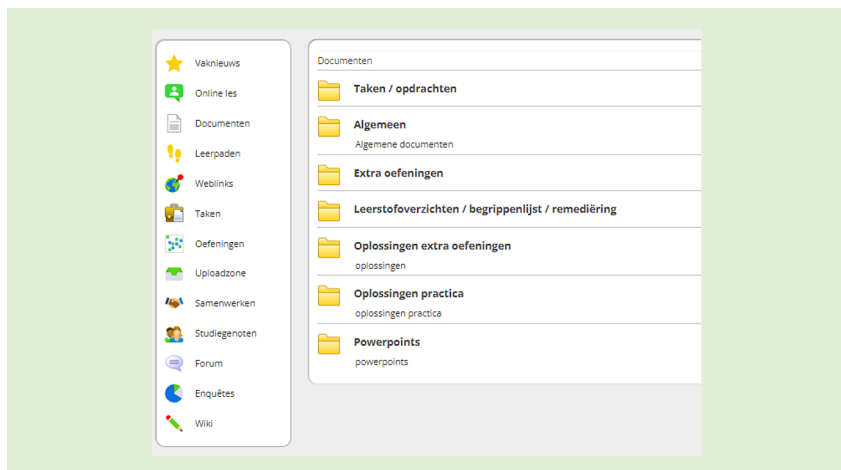 Vaknieuws
Online les
Documenten
Leerpaden
Weblinks
Taken
Oefeningen
Uploadzone
Samenwerken
Studiegenoten
Forum
Enquêtes
Wiki
Documenten
Taken / opdrachten
Algemeen
Algemene documenten
Extra oefeningen
Leerstofoverzichten / begrippenlijst / remediëring
Oplossingen extra oefeningen
oplossingen
Oplossingen practica
oplossingen practica
Powerpoints
powerpoints